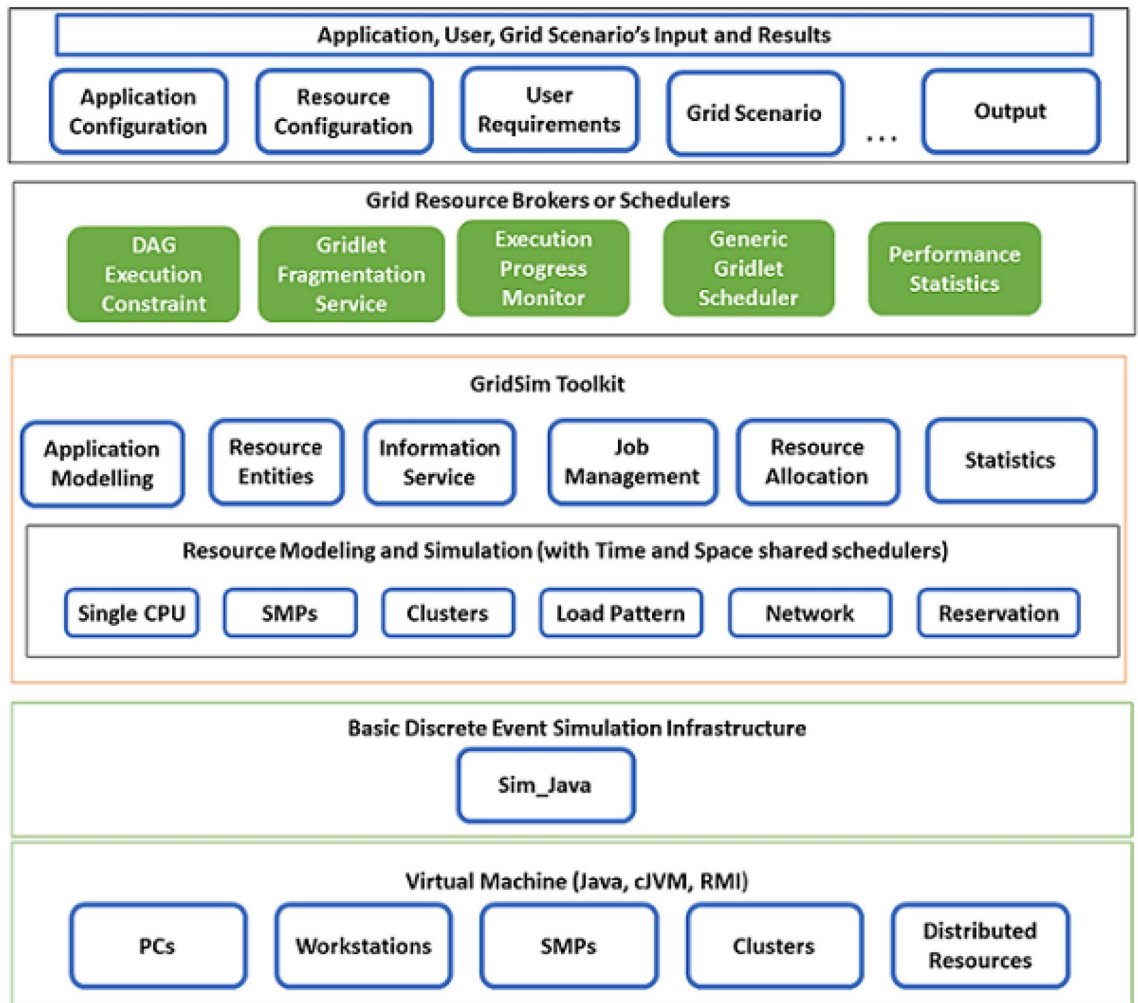 Application, User, Grid Scenario's Input and Results
Application
Configuration
Resource
Configuration
User
Requirements
Grid Scenario
...
Output
Grid Resource Brokers or Schedulers
DAG
Execution
Constraint
Gridlet
Fragmentation
Service
Execution
Progress
Monitor
Generic
Gridlet
Scheduler
Performance
Statistics
GridSim Toolkit
Application
Modelling
Resource
Entities
Information
Service
Job
Management
Resource
Allocation
Statistics
Resource Modeling and Simulation (with Time and Space shared schedulers)
Single CPU
SMPs
Clusters
Load Pattern
Network
Reservation
Basic Discrete Event Simulation Infrastructure
Sim_Java
Virtual Machine (Java, cJVM, RMI)
PCs
Workstations
SMPs
Clusters
Distributed
Resources